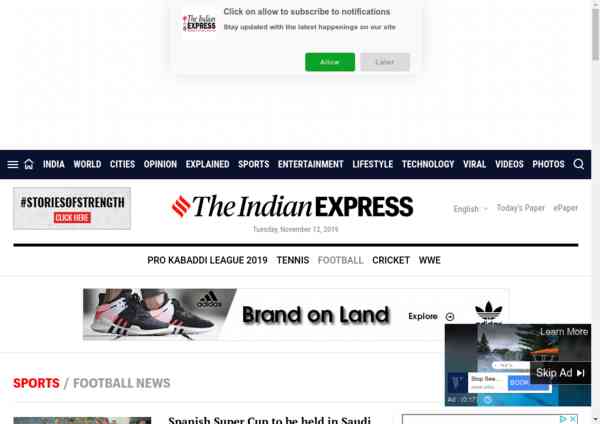 Click on allow to subscribe to notifications
The Indian
EXPRESS
Stay updated with the latest happenings on our site
Allow
Later
INDIA WORLD CITIES OPINION EXPLAINED SPORTS ENTERTAINMENT LIFESTYLE TECHNOLOGY VIRAL VIDEOS PHOTOS
#STORIESOFSTRENGTH
CLICK HERE
The Indian EXPRESS
English
Today's Paper
ePaper
Tuesday, November 12, 2019
PRO KABADDI LEAGUE 2019 TENNIS FOOTBALL CRICKET WWE
adidas
Brand on Land
Explore
adidas
Learn More
Skip Ad
Stop See...
BOOK
Ad : (0:17)
SPORTS / FOOTBALL NEWS
Spanish Super Cup to be held in Saudi